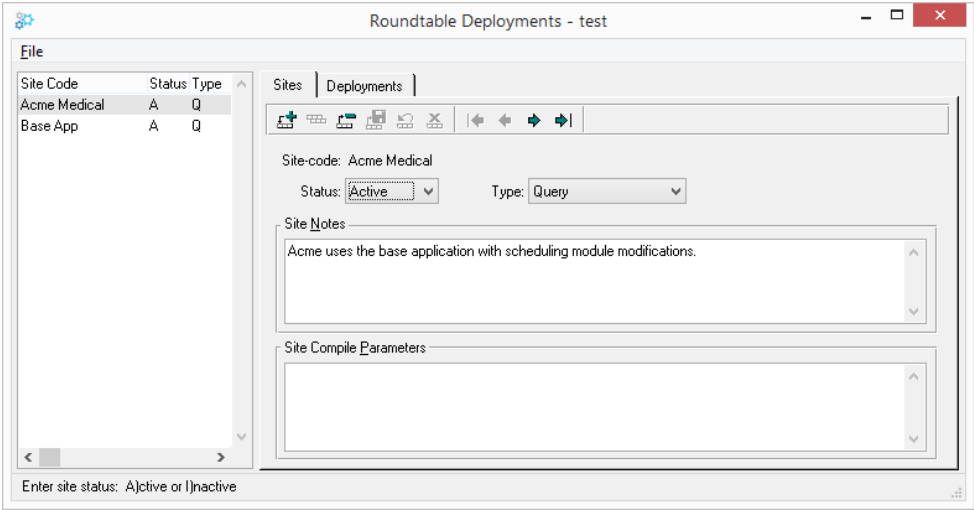 Roundtable Deployments - test
File
Site Code Status Type
Acme Medical A Q
Base App A Q
Sites Deployments
Site-code: Acme Medical
Status: Active Type: Query
Site Notes
Acme uses the base application with scheduling module modifications.
Site Compile Parameters
Enter site status: A)ctive or I)nactive